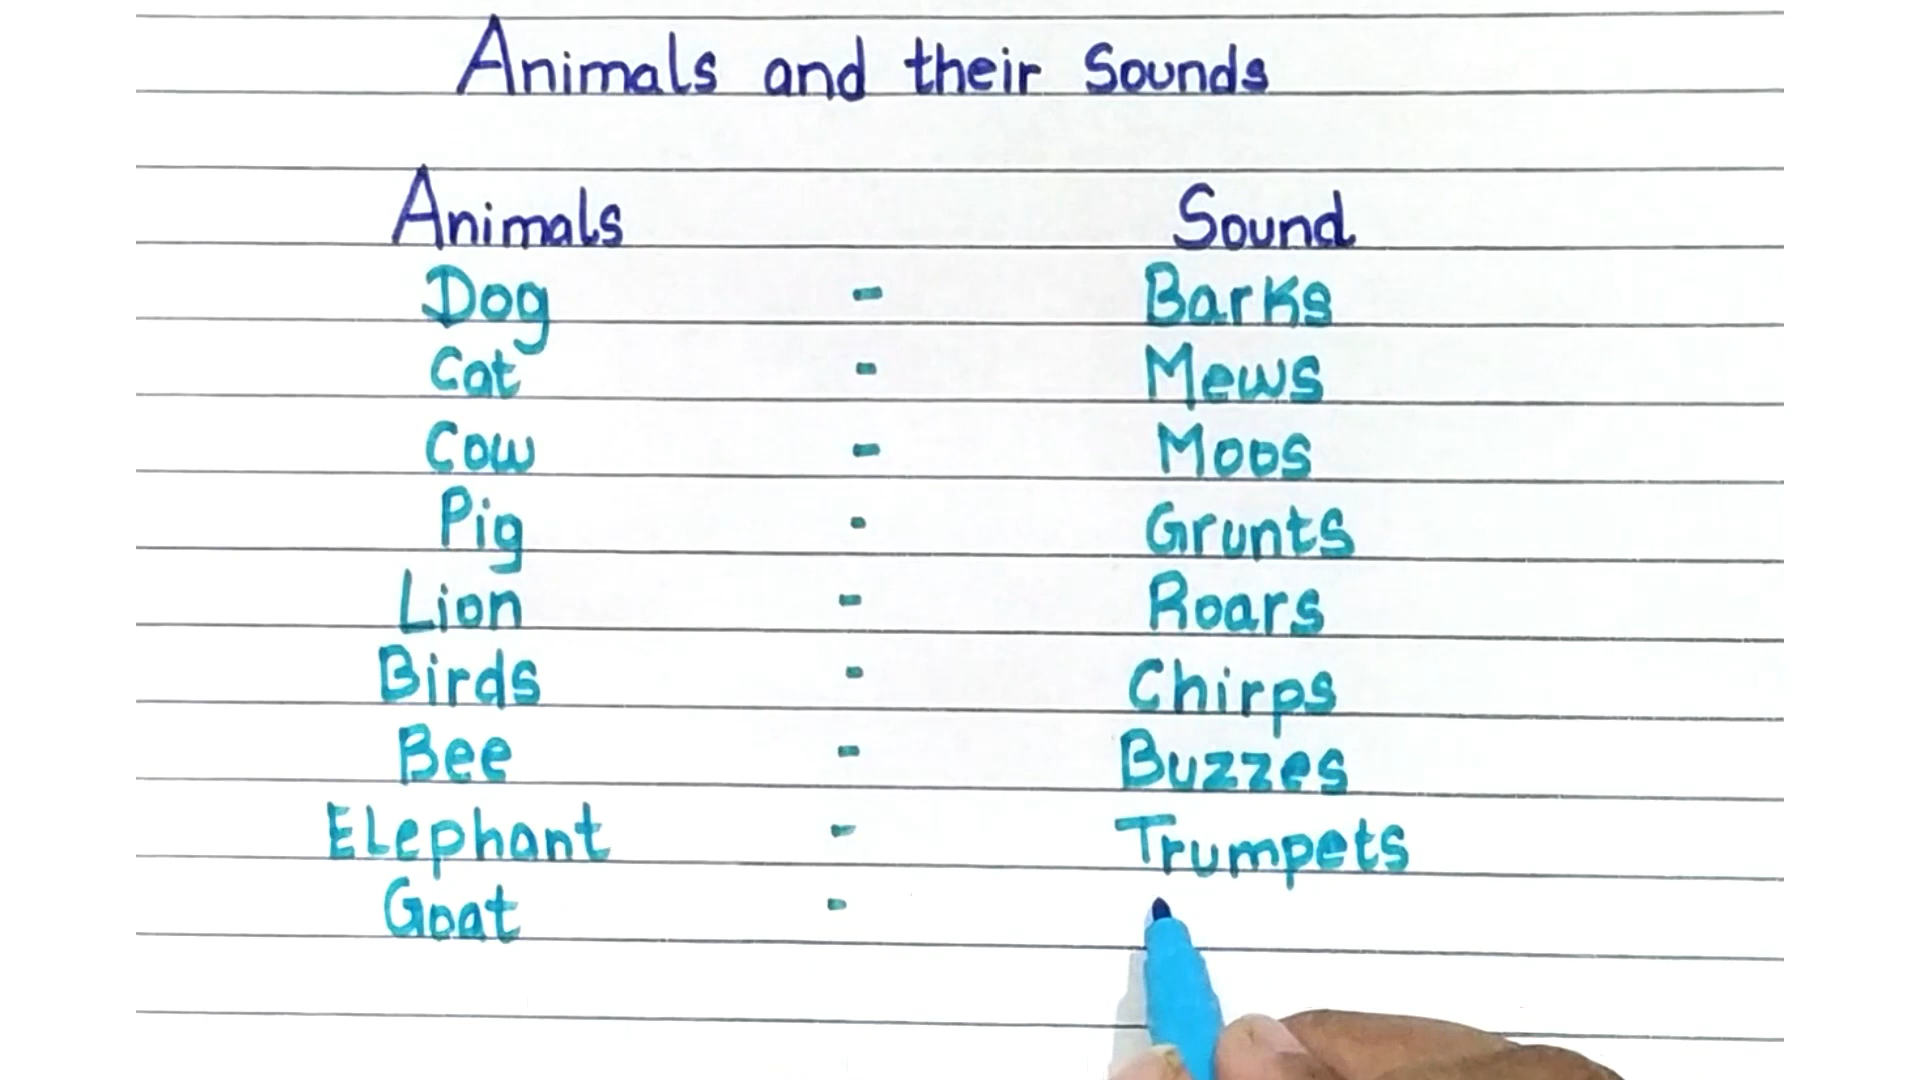 Animals and their Sounds
Animals Sound
Dog - Barks
Cat - Mews
Cow - Moos
Pig - Grunts
Lion - Roars
Birds - Chirps
Bee - Buzzes
Elephant - Trumpets
Goat -